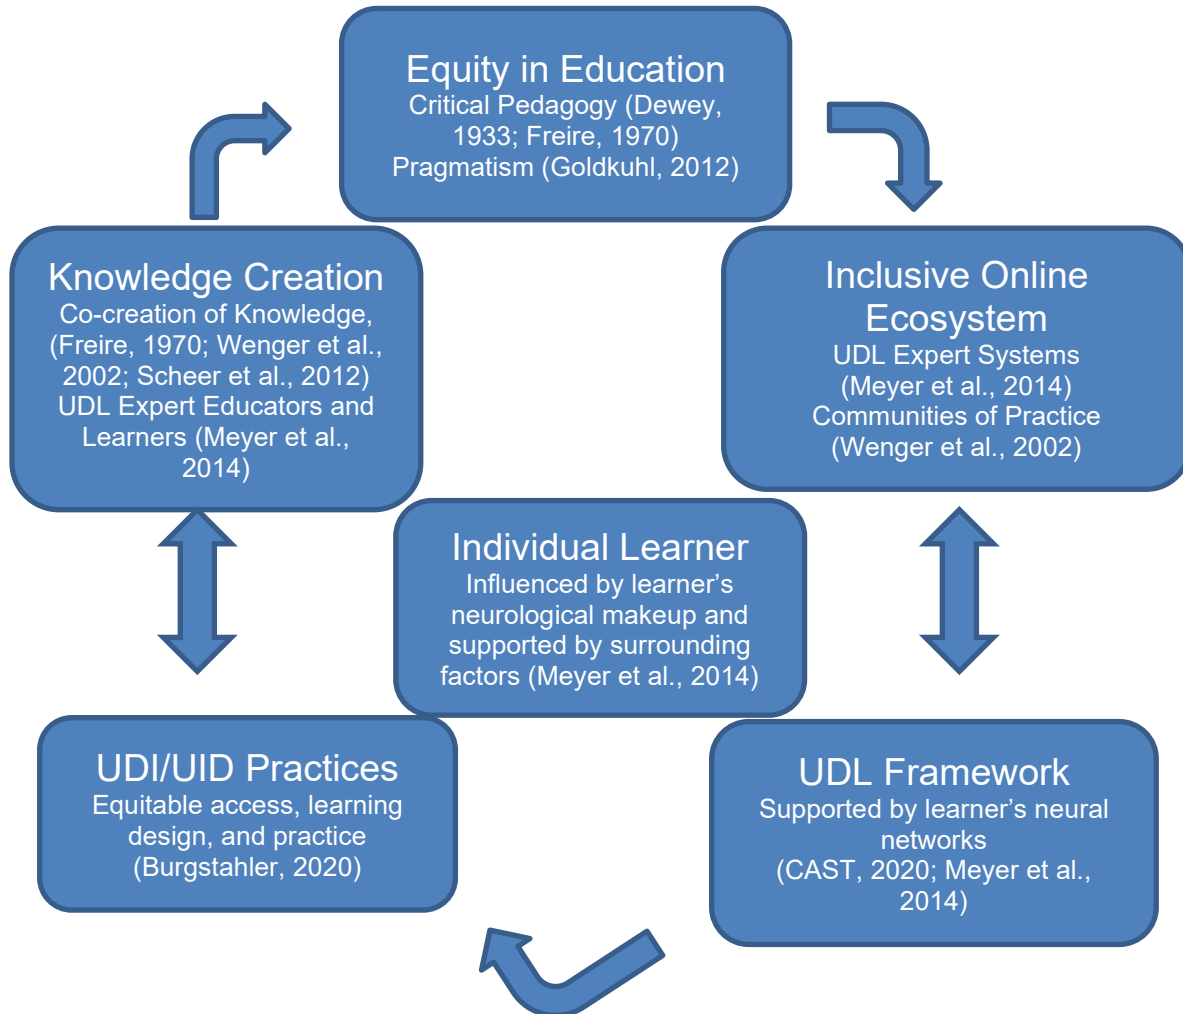 Equity in Education
Critical Pedagogy (Dewey,
1933; Freire, 1970)
Pragmatism (Goldkuhl, 2012)
Knowledge Creation
Co-creation of Knowledge,
(Freire, 1970; Wenger et al.,
2002; Scheer et al., 2012)
UDL Expert Educators and
Learners (Meyer et al.,
2014)
Inclusive Online
Ecosystem
UDL Expert Systems
(Meyer et al., 2014)
Communities of Practice
(Wenger et al., 2002)
Individual Learner
Influenced by learner’s
neurological makeup and
supported by surrounding
factors (Meyer et al., 2014)
UDI/UID Practices
Equitable access, learning
design, and practice
(Burgstahler, 2020)
UDL Framework
Supported by learner’s neural
networks
(CAST, 2020; Meyer et al.,
2014)